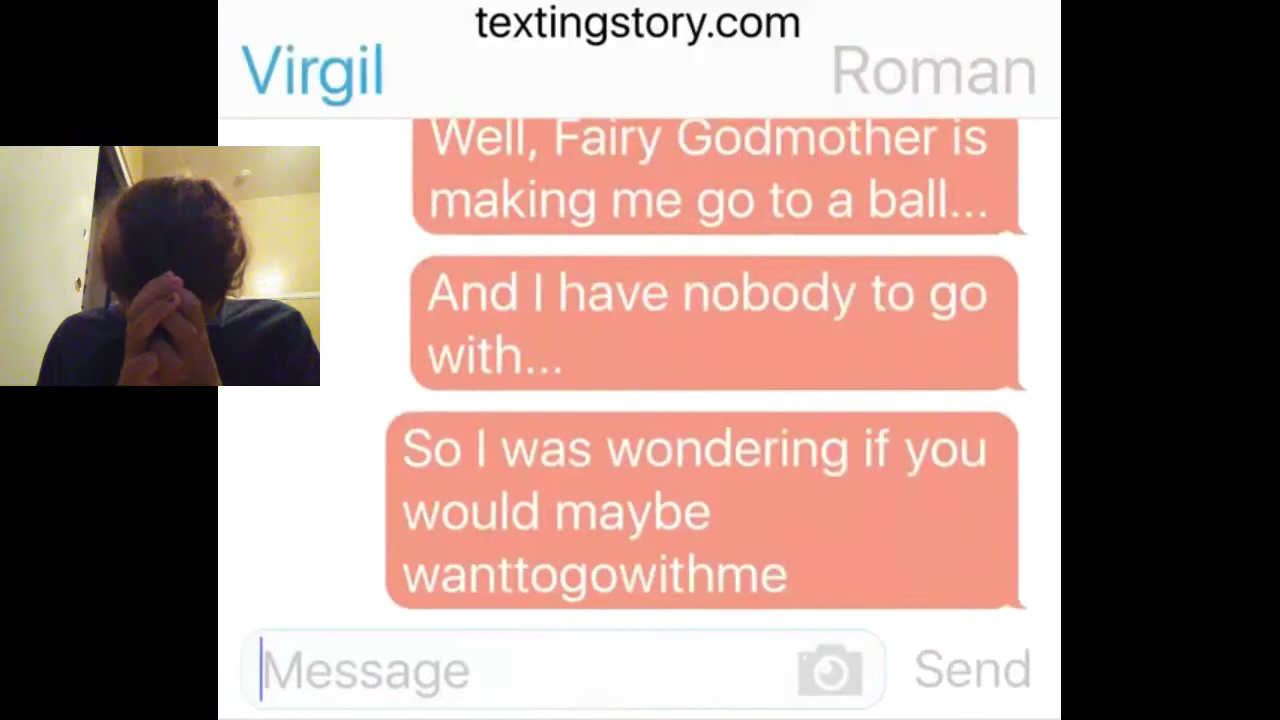 textingstory.com
Virgil
Roman
Well, Fairy Godmother is
making me go to a ball...
And I have nobody to go
with...
So I was wondering if you
would maybe
wanttogowithme
Message
Send